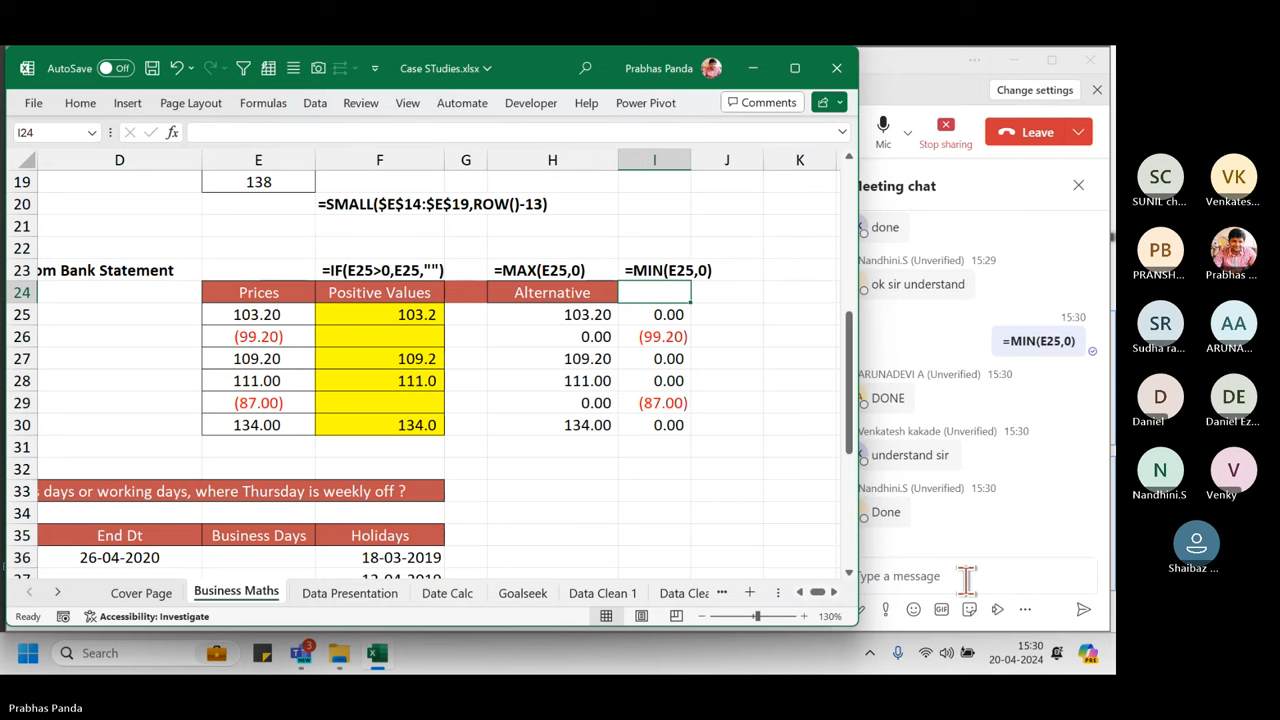 AutoSave Off Case STudies.xlsx Prabhas Panda
File Home Insert Page Layout Formulas Data Review View Automate Developer Help Power Pivot Comments
I24 fx
D E F G H I J K
19 138
20 =SMALL($E$14:$E$19,ROW()-13)
21
22
23 om Bank Statement =IF(E25>0,E25,"") =MAX(E25,0) =MIN(E25,0)
24 Prices Positive Values Alternative
25 103.20 103.2 103.20 0.00
26 (99.20) 0.00 (99.20)
27 109.20 109.2 109.20 0.00
28 111.00 111.0 111.00 0.00
29 (87.00) 0.00 (87.00)
30 134.00 134.0 134.00 0.00
31
32
33 days or working days, where Thursday is weekly off ?
34
35 End Dt Business Days Holidays
36 26-04-2020 18-03-2019
Cover Page Business Maths Data Presentation Date Calc Goalseek Data Clean 1 Data Clea
Ready Accessibility: Investigate 130%
Change settings
Mic Stop sharing Leave
Meeting chat
done
Nandhini.S (Unverified) 15:29
ok sir understand
15:30
=MIN(E25,0)
ARUNADEVI A (Unverified) 15:30
DONE
Venkatesh kakade (Unverified) 15:30
understand sir
Nandhini.S (Unverified) 15:30
Done
Type a message
GIF
Search
NEW 3
15:30
20-04-2024
PRE
SC VK
SUNIL ch... Venkates...
PB
PRANSH... Prabhas ...
SR AA
Sudha ra... ARUNA...
D DE
Daniel Daniel Ez...
N V
Nandhini.S Venky
Shaibaz ...
Prabhas Panda